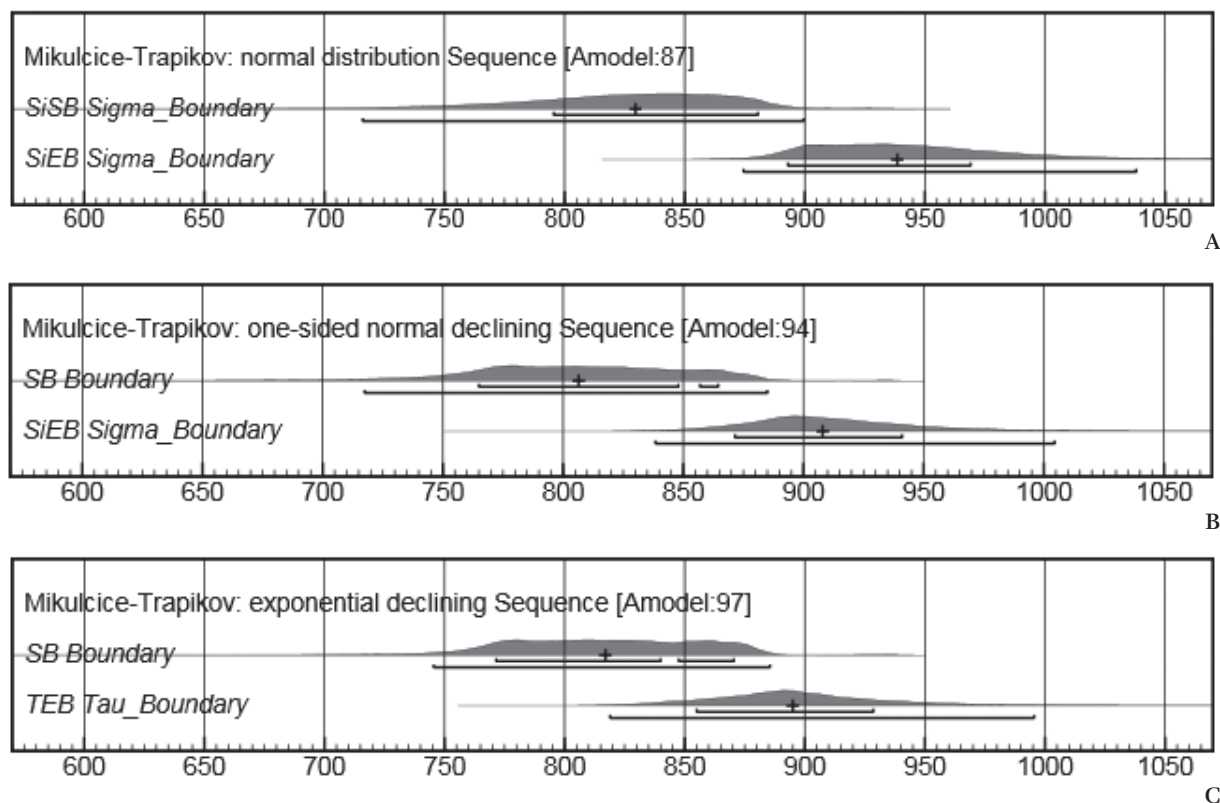 Mikulcice-Trapikov: normal distribution Sequence [Amodel:87]
SiSB Sigma_Boundary
SiEB Sigma_Boundary
600 650 700 750 800 850 900 950 1000 1050
A
Mikulcice-Trapikov: one-sided normal declining Sequence [Amodel:94]
SB Boundary
SiEB Sigma_Boundary
600 650 700 750 800 850 900 950 1000 1050
B
Mikulcice-Trapikov: exponential declining Sequence [Amodel:97]
SB Boundary
TEB Tau_Boundary
600 650 700 750 800 850 900 950 1000 1050
C